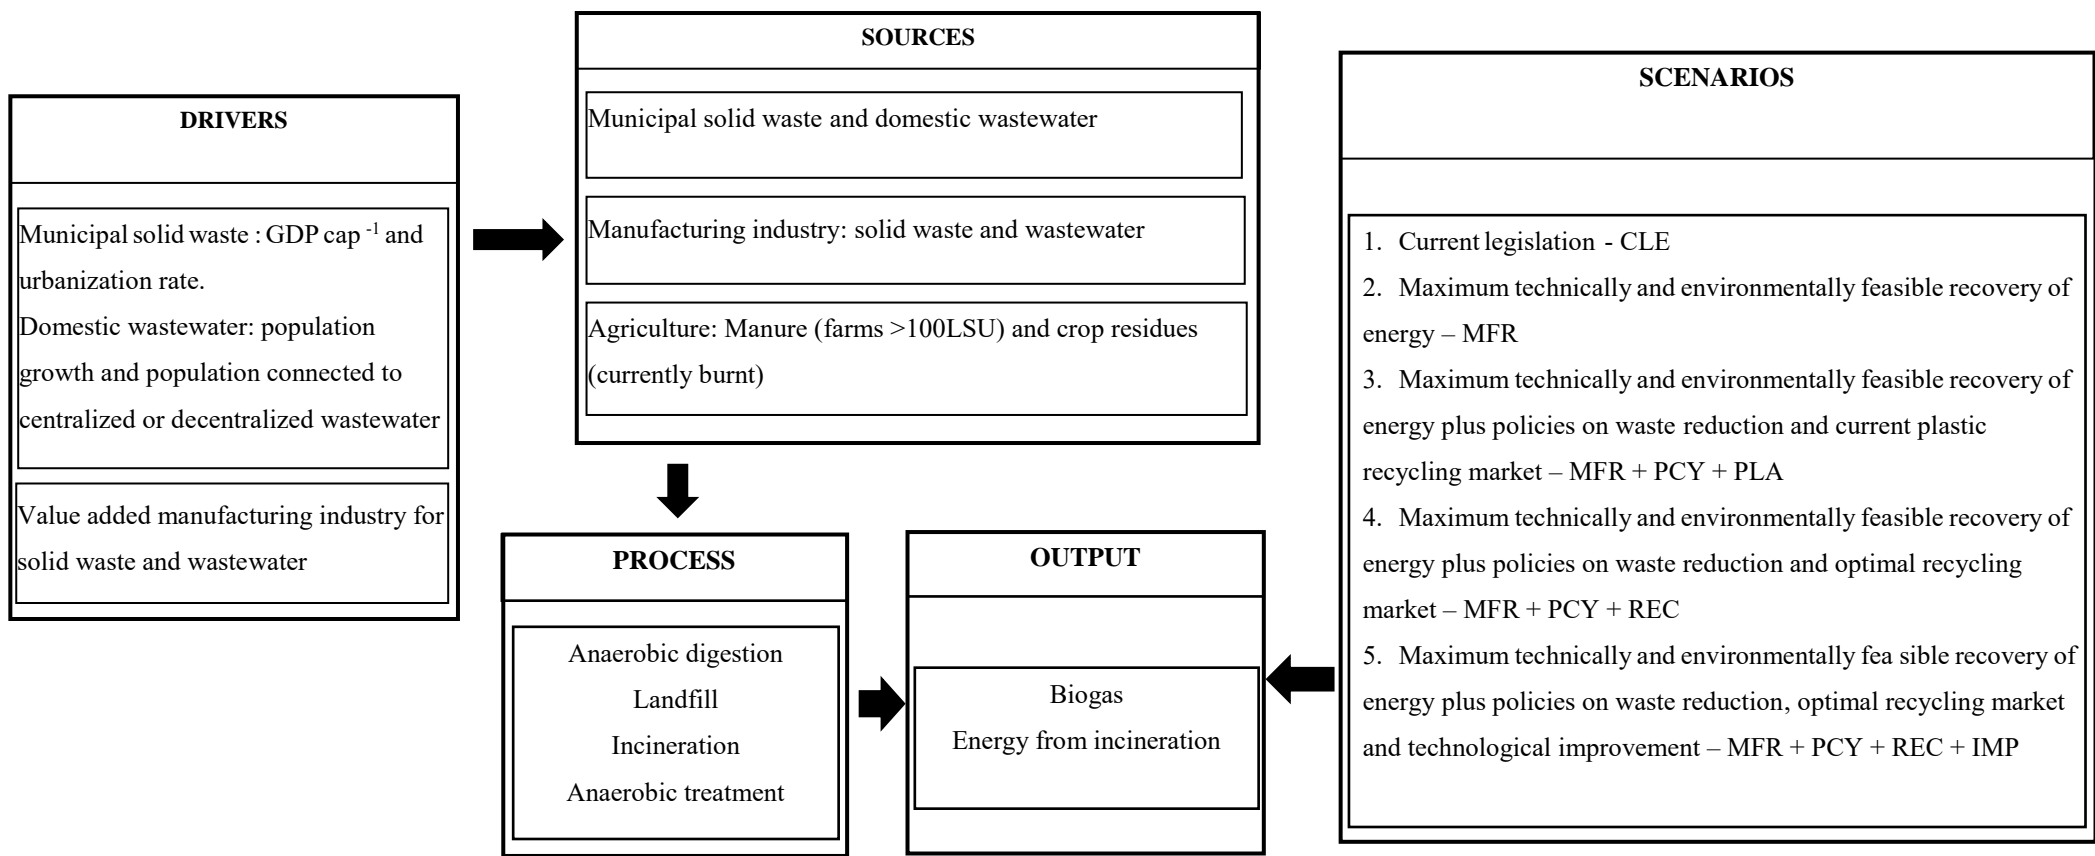 DRIVERS
Municipal solid waste : GDP cap -1 and
urbanization rate.
Domestic wastewater: population
growth and population connected to
centralized or decentralized wastewater
Value added manufacturing industry for
solid waste and wastewater
SOURCES
Municipal solid waste and domestic wastewater
Manufacturing industry: solid waste and wastewater
Agriculture: Manure (farms >100LSU) and crop residues
(currently burnt)
PROCESS
Anaerobic digestion
Landfill
Incineration
Anaerobic treatment
OUTPUT
Biogas
Energy from incineration
SCENARIOS
1. Current legislation - CLE
2. Maximum technically and environmentally feasible recovery of
energy – MFR
3. Maximum technically and environmentally feasible recovery of
energy plus policies on waste reduction and current plastic
recycling market – MFR + PCY + PLA
4. Maximum technically and environmentally feasible recovery of
energy plus policies on waste reduction and optimal recycling
market – MFR + PCY + REC
5. Maximum technically and environmentally fea sible recovery of
energy plus policies on waste reduction, optimal recycling market
and technological improvement – MFR + PCY + REC + IMP